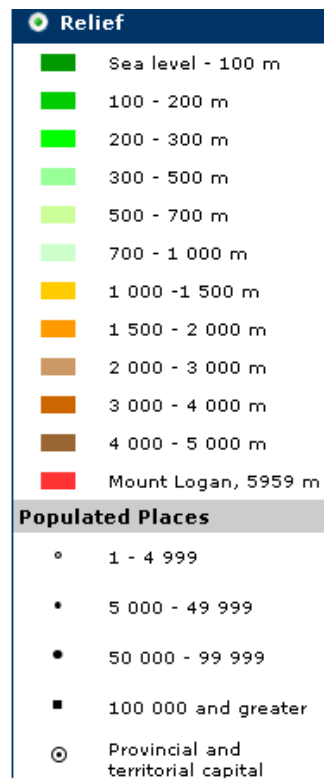 Relief
Sea level - 100 m
100 - 200 m
200 - 300 m
300 - 500 m
500 - 700 m
700 - 1 000 m
1 000 -1 500 m
1 500 - 2 000 m
2 000 - 3 000 m
3 000 - 4 000 m
4 000 - 5 000 m
Mount Logan, 5959 m
Populated Places
1 - 4 999
5 000 - 49 999
50 000 - 99 999
100 000 and greater
Provincial and
territorial capital